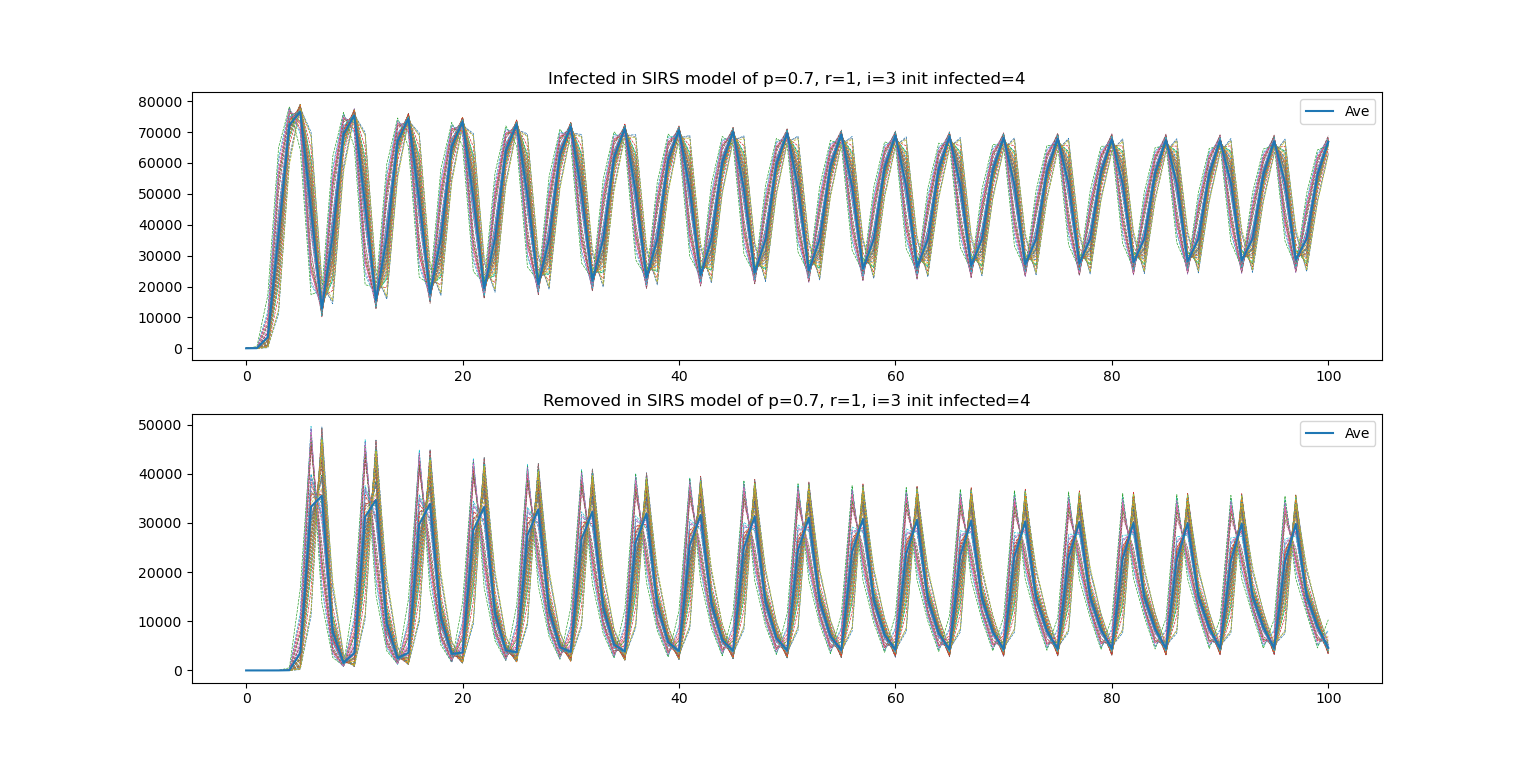 Infected in SIRS model of p=0.7, r=1, i=3 init infected=4
80000
70000
60000
50000
40000
30000
20000
10000
0
Ave
0 20 40 60 80 100
Removed in SIRS model of p=0.7, r=1, i=3 init infected=4
50000
40000
30000
20000
10000
0
Ave
0 20 40 60 80 100